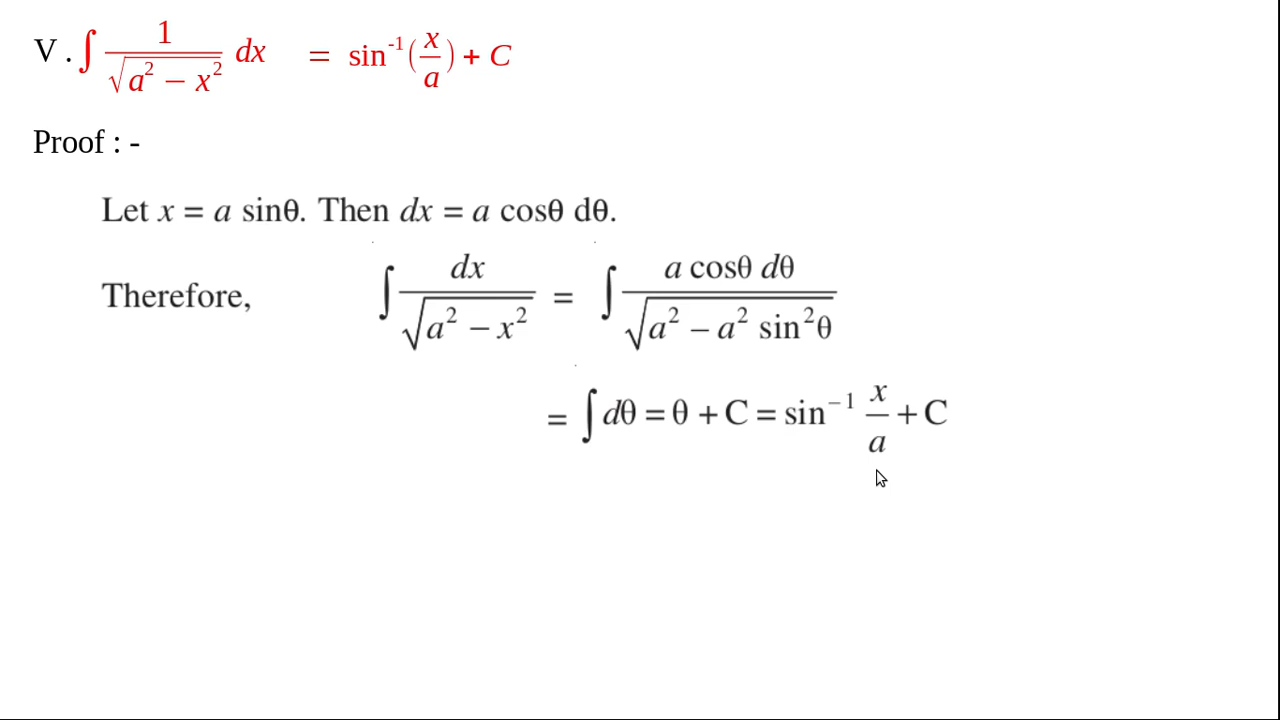 V . ∫ 1/√(a² − x²) dx = sin⁻¹(x/a) + C
Proof : -
Let x = a sinθ. Then dx = a cosθ dθ.
Therefore, ∫ dx/√(a² − x²) = ∫ a cosθ dθ/√(a² − a² sin²θ)
= ∫ dθ = θ + C = sin⁻¹ x/a + C